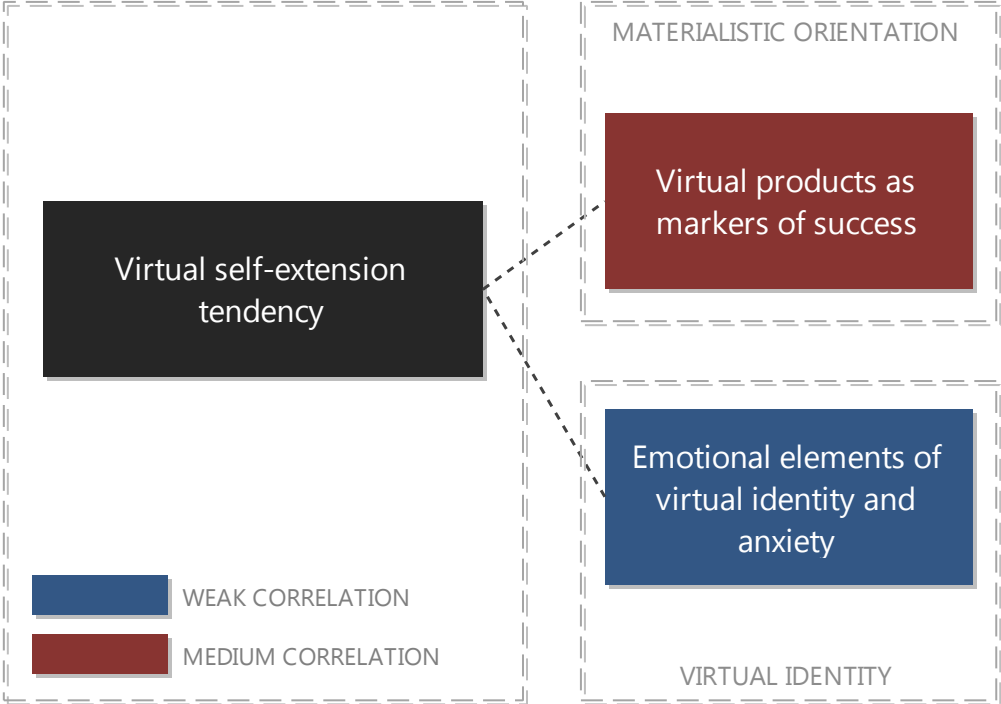 Virtual self-extension
tendency
WEAK CORRELATION
MEDIUM CORRELATION
MATERIALISTIC ORIENTATION
Virtual products as
markers of success
Emotional elements of
virtual identity and
anxiety
VIRTUAL IDENTITY